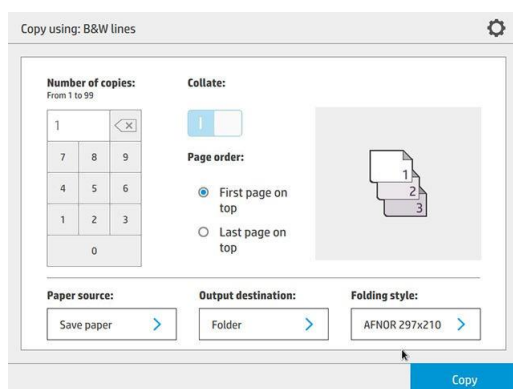 Copy using: B&W lines
Number of copies:
From 1 to 99
1
7 8 9
4 5 6
1 2 3
0
Collate:
Page order:
First page on
top
Last page on
top
1
2
3
Paper source:
Save paper
Output destination:
Folder
Folding style:
AFNOR 297x210
Copy